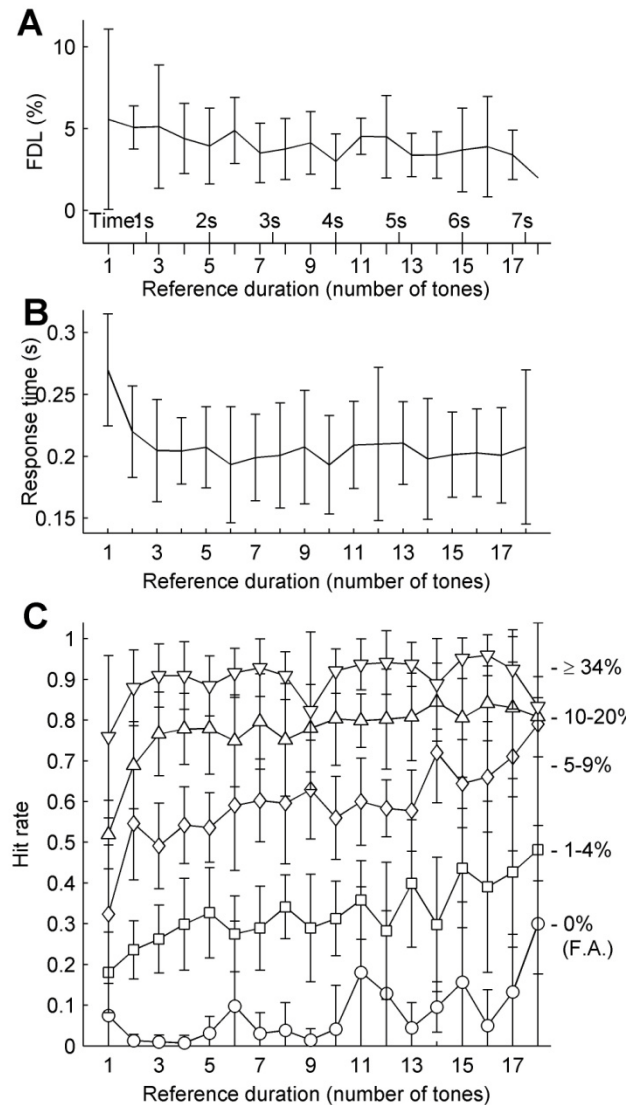 A
FDL (%)
10
5
0
Time: 1s 2s 3s 4s 5s 6s 7s
1 3 5 7 9 11 13 15 17
Reference duration (number of tones)
B
Response time (s)
0.3
0.25
0.2
0.15
1 3 5 7 9 11 13 15 17
Reference duration (number of tones)
C
Hit rate
1
0.9
0.8
0.7
0.6
0.5
0.4
0.3
0.2
0.1
0
- ≥ 34%
- 10-20%
- 5-9%
- 1-4%
- 0%
(F.A.)
1 3 5 7 9 11 13 15 17
Reference duration (number of tones)